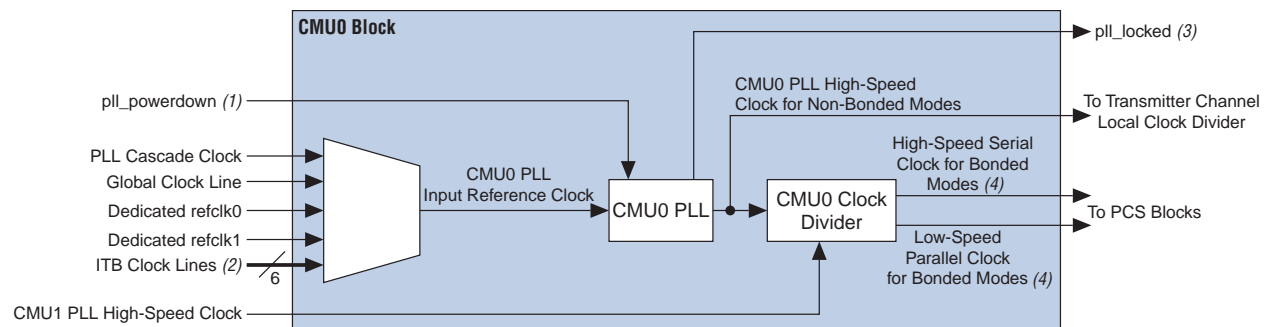 CMU0 Block
pll_locked (3)
CMU0 PLL High-Speed
Clock for Non-Bonded Modes
pll_powerdown (1)
To Transmitter Channel
Local Clock Divider
High-Speed Serial
Clock for Bonded
Modes (4)
PLL Cascade Clock
Global Clock Line
Dedicated refclk0
Dedicated refclk1
ITB Clock Lines (2)
6
CMU0 PLL
Input Reference Clock
CMU0 PLL
CMU0 Clock
Divider
To PCS Blocks
Low-Speed
Parallel Clock
for Bonded Modes (4)
CMU1 PLL High-Speed Clock